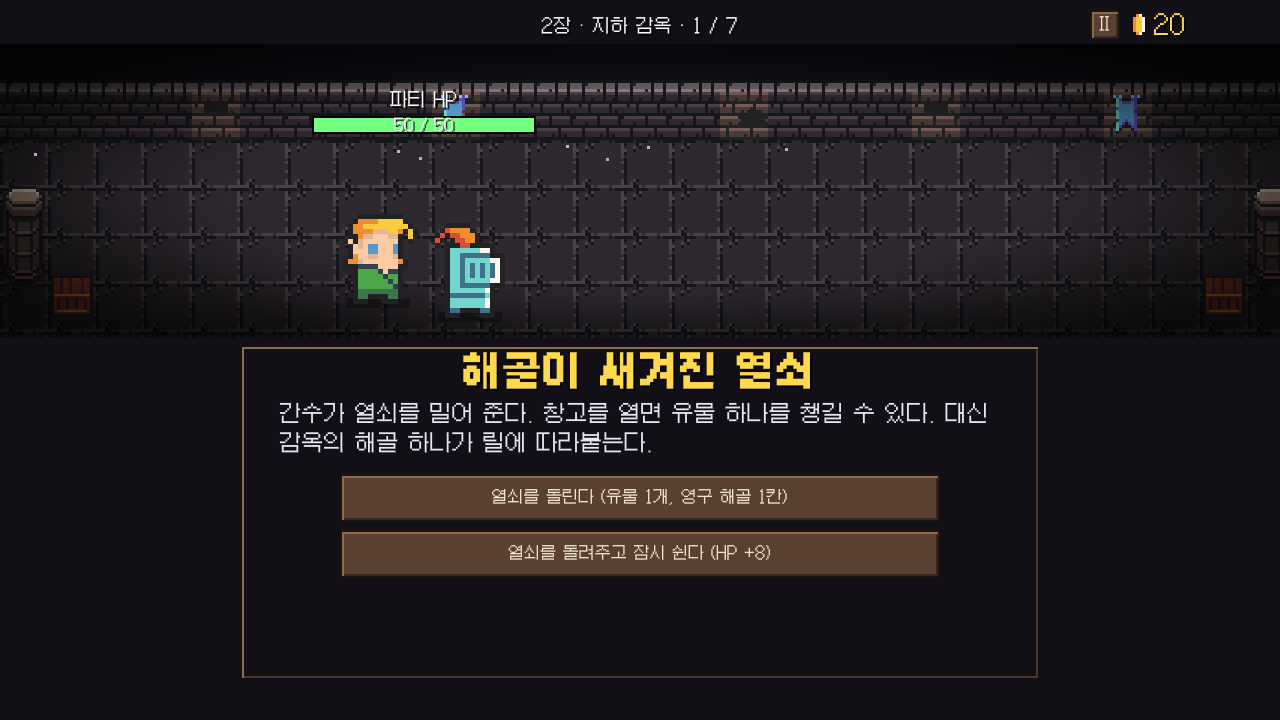 2장 · 지하 감옥 · 1 / 7
II
20
파티 HP
50 / 50
해골이 새겨진 열쇠
간수가 열쇠를 밀어 준다. 창고를 열면 유물 하나를 챙길 수 있다. 대신
감옥의 해골 하나가 릴에 따라붙는다.
열쇠를 돌린다 (유물 1개, 영구 해골 1칸)
열쇠를 돌려주고 잠시 쉰다 (HP +8)